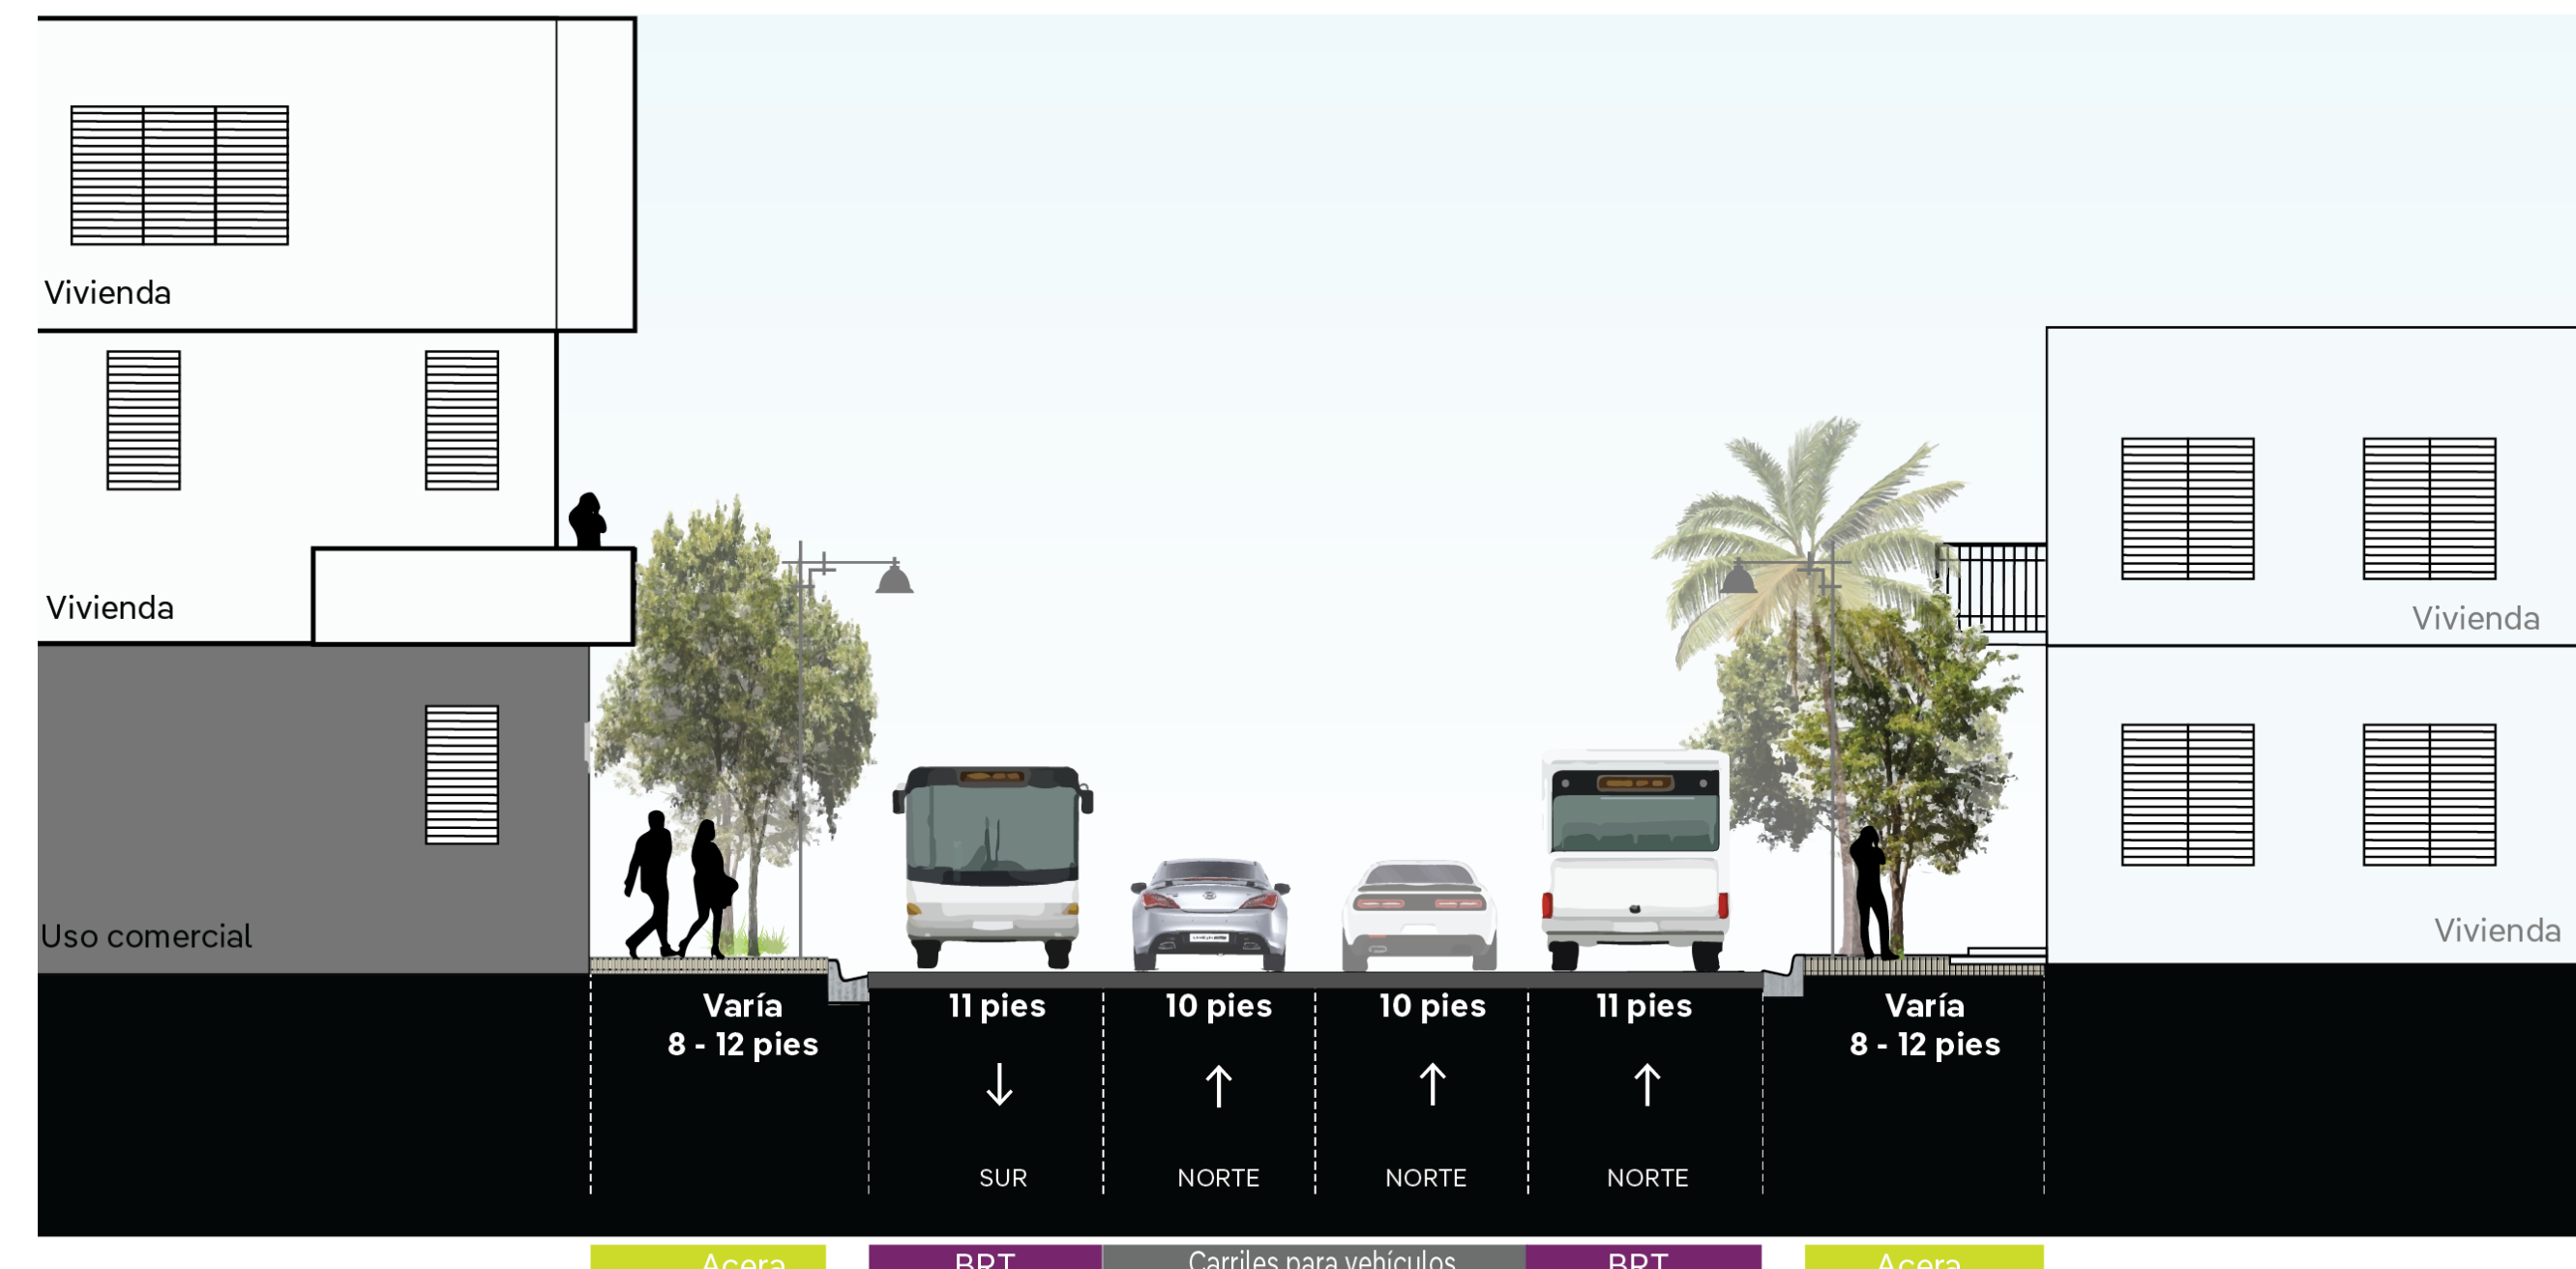 Vivienda
Vivienda
Vivienda
Uso comercial
Vivienda
Varía
8 - 12 pies
11 pies
10 pies
10 pies
11 pies
Varía
8 - 12 pies
SUR
NORTE
NORTE
NORTE
Acera
BRT
Carriles para vehículos
BRT
Acera